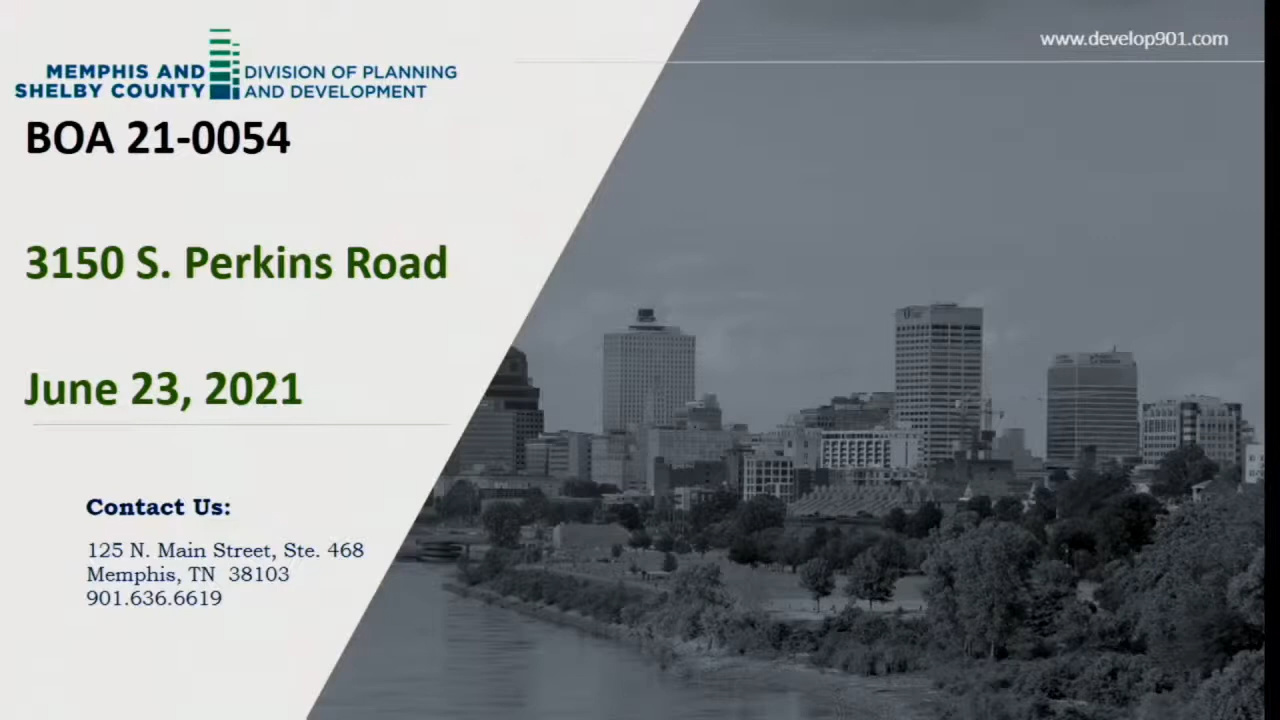 www.develop901.com
MEMPHIS AND SHELBY COUNTY
DIVISION OF PLANNING AND DEVELOPMENT
BOA 21-0054
3150 S. Perkins Road
June 23, 2021
Contact Us:
125 N. Main Street, Ste. 468
Memphis, TN 38103
901.636.6619